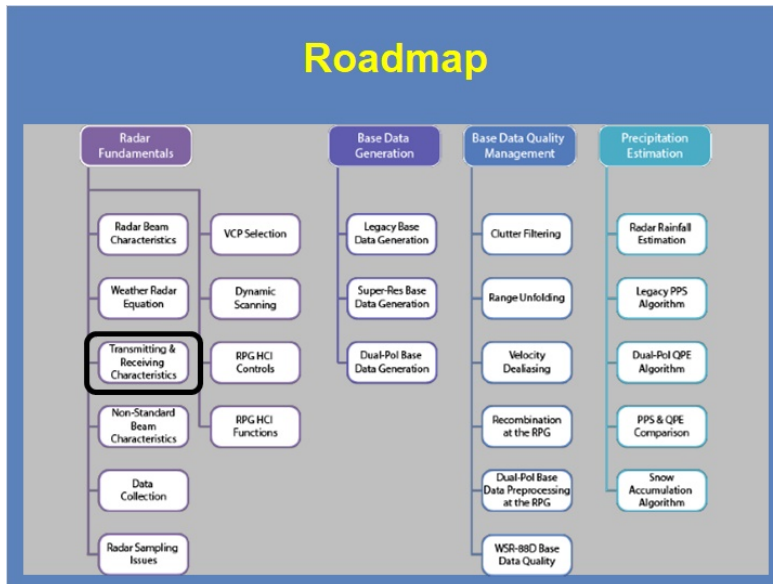 Roadmap
Radar
Fundamentals
Radar Beam
Characteristics
Weather Radar
Equation
Transmitting &
Receiving
Characteristics
Non-Standard
Beam
Characteristics
Data
Collection
Radar Sampling
Issues
VCP Selection
Dynamic
Scanning
RPG HCI
Controls
RPG HCI
Functions
Base Data
Generation
Legacy Base
Data Generation
Super-Res Base
Data Generation
Dual-Pol Base
Data Generation
Base Data Quality
Management
Clutter Filtering
Range Unfolding
Velocity
Dealiasing
Recombination
at the RPG
Dual-Pol Base
Data Preprocessing
at the RPG
WSR-88D Base
Data Quality
Precipitation
Estimation
Radar Rainfall
Estimation
Legacy PPS
Algorithm
Dual-Pol QPE
Algorithm
PPS & QPE
Comparison
Snow
Accumulation
Algorithm